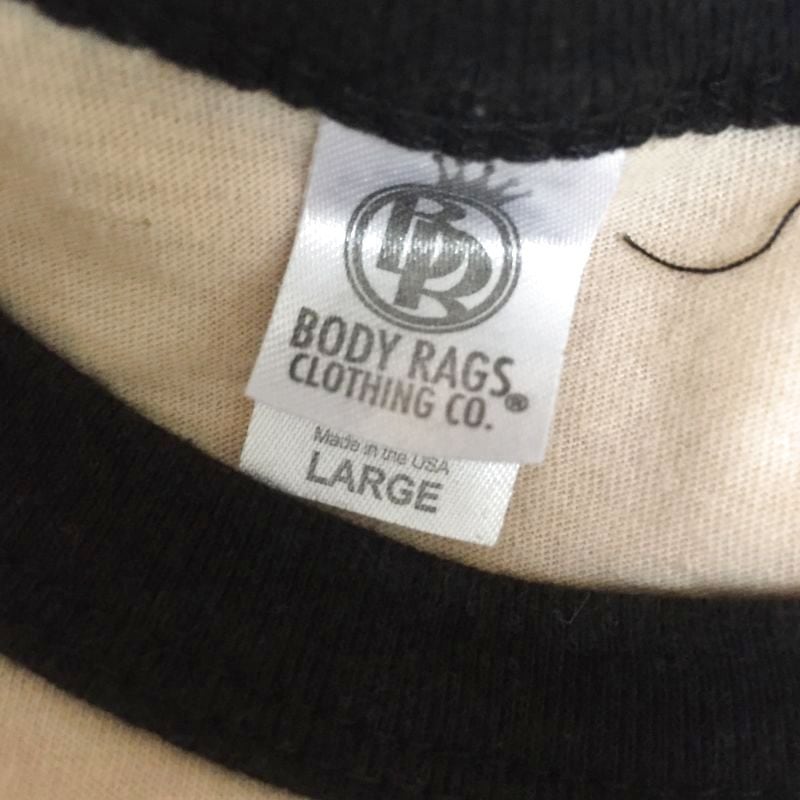 BR
BODY RAGS
CLOTHING CO.®
Made in the USA
LARGE